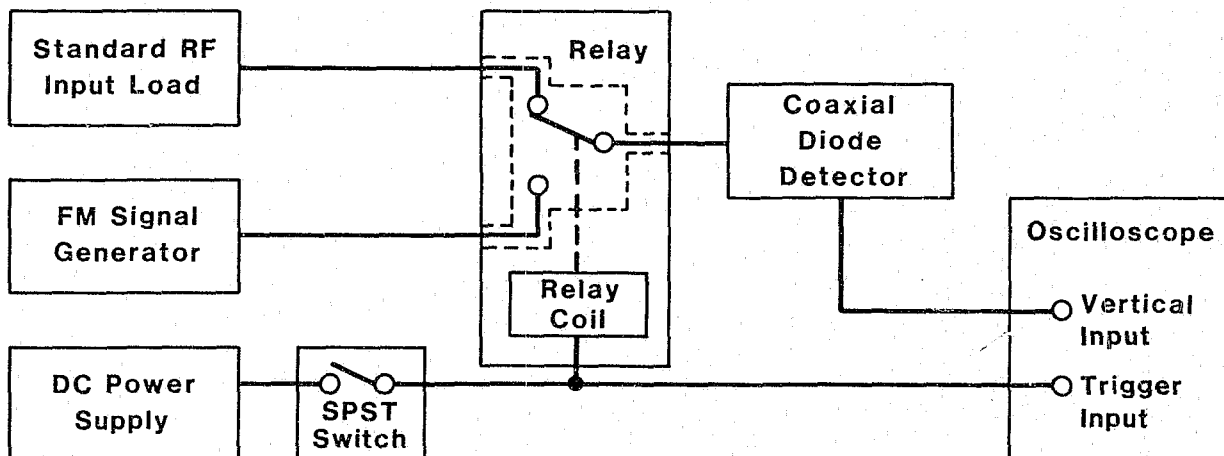 Standard RF
Input Load
Relay
Coaxial
Diode
Detector
FM Signal
Generator
Oscilloscope
Relay
Coil
Vertical
Input
DC Power
Supply
SPST
Switch
Trigger
Input